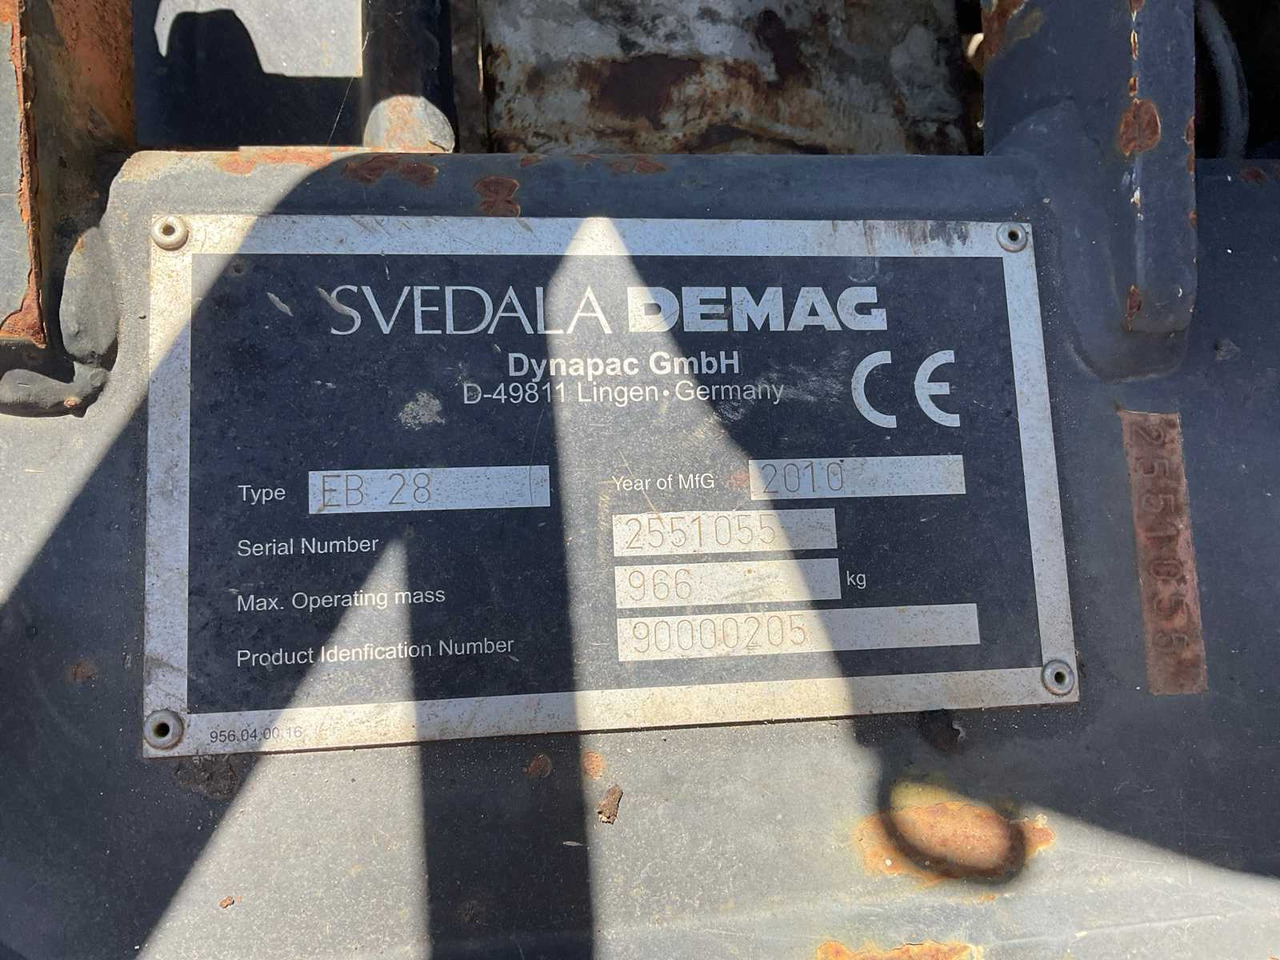 SVEDALA DEMAG
Dynapac GmbH
D-49811 Lingen•Germany
CE
Type EB 28 Year of MfG 2010
Serial Number 2551055
Max. Operating mass 966 kg
Product Idenfication Number 90000205
956.04.00.16
2551055